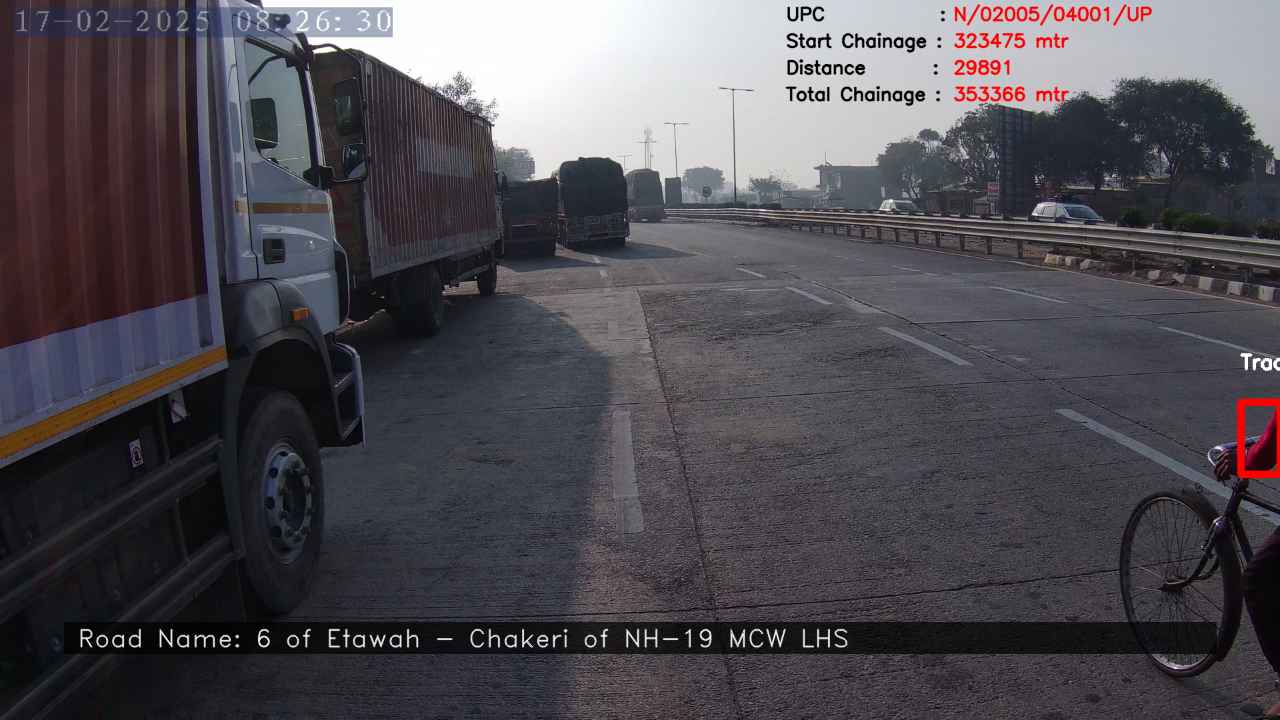 17-02-2025 08:26:30
UPC : N/02005/04001/UP
Start Chainage : 323475 mtr
Distance : 29891
Total Chainage : 353366 mtr
Trac
Road Name: 6 of Etawah - Chakeri of NH-19 MCW LHS